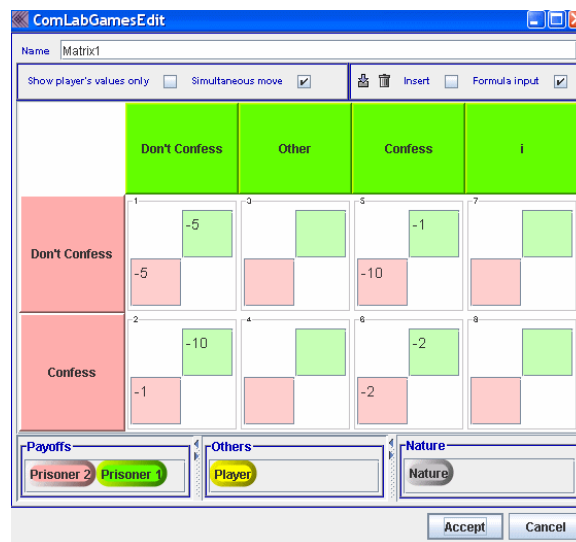 ComLabGamesEdit
Name Matrix1
Show player's values only Simultaneous move Insert Formula input
Don't Confess Other Confess i
1 3 5 7
-5 -1
Don't Confess
-5 -10
2 4 6 8
-10 -2
Confess
-1 -2
Payoffs Others Nature
Prisoner 2 Prisoner 1 Player Nature
Accept Cancel